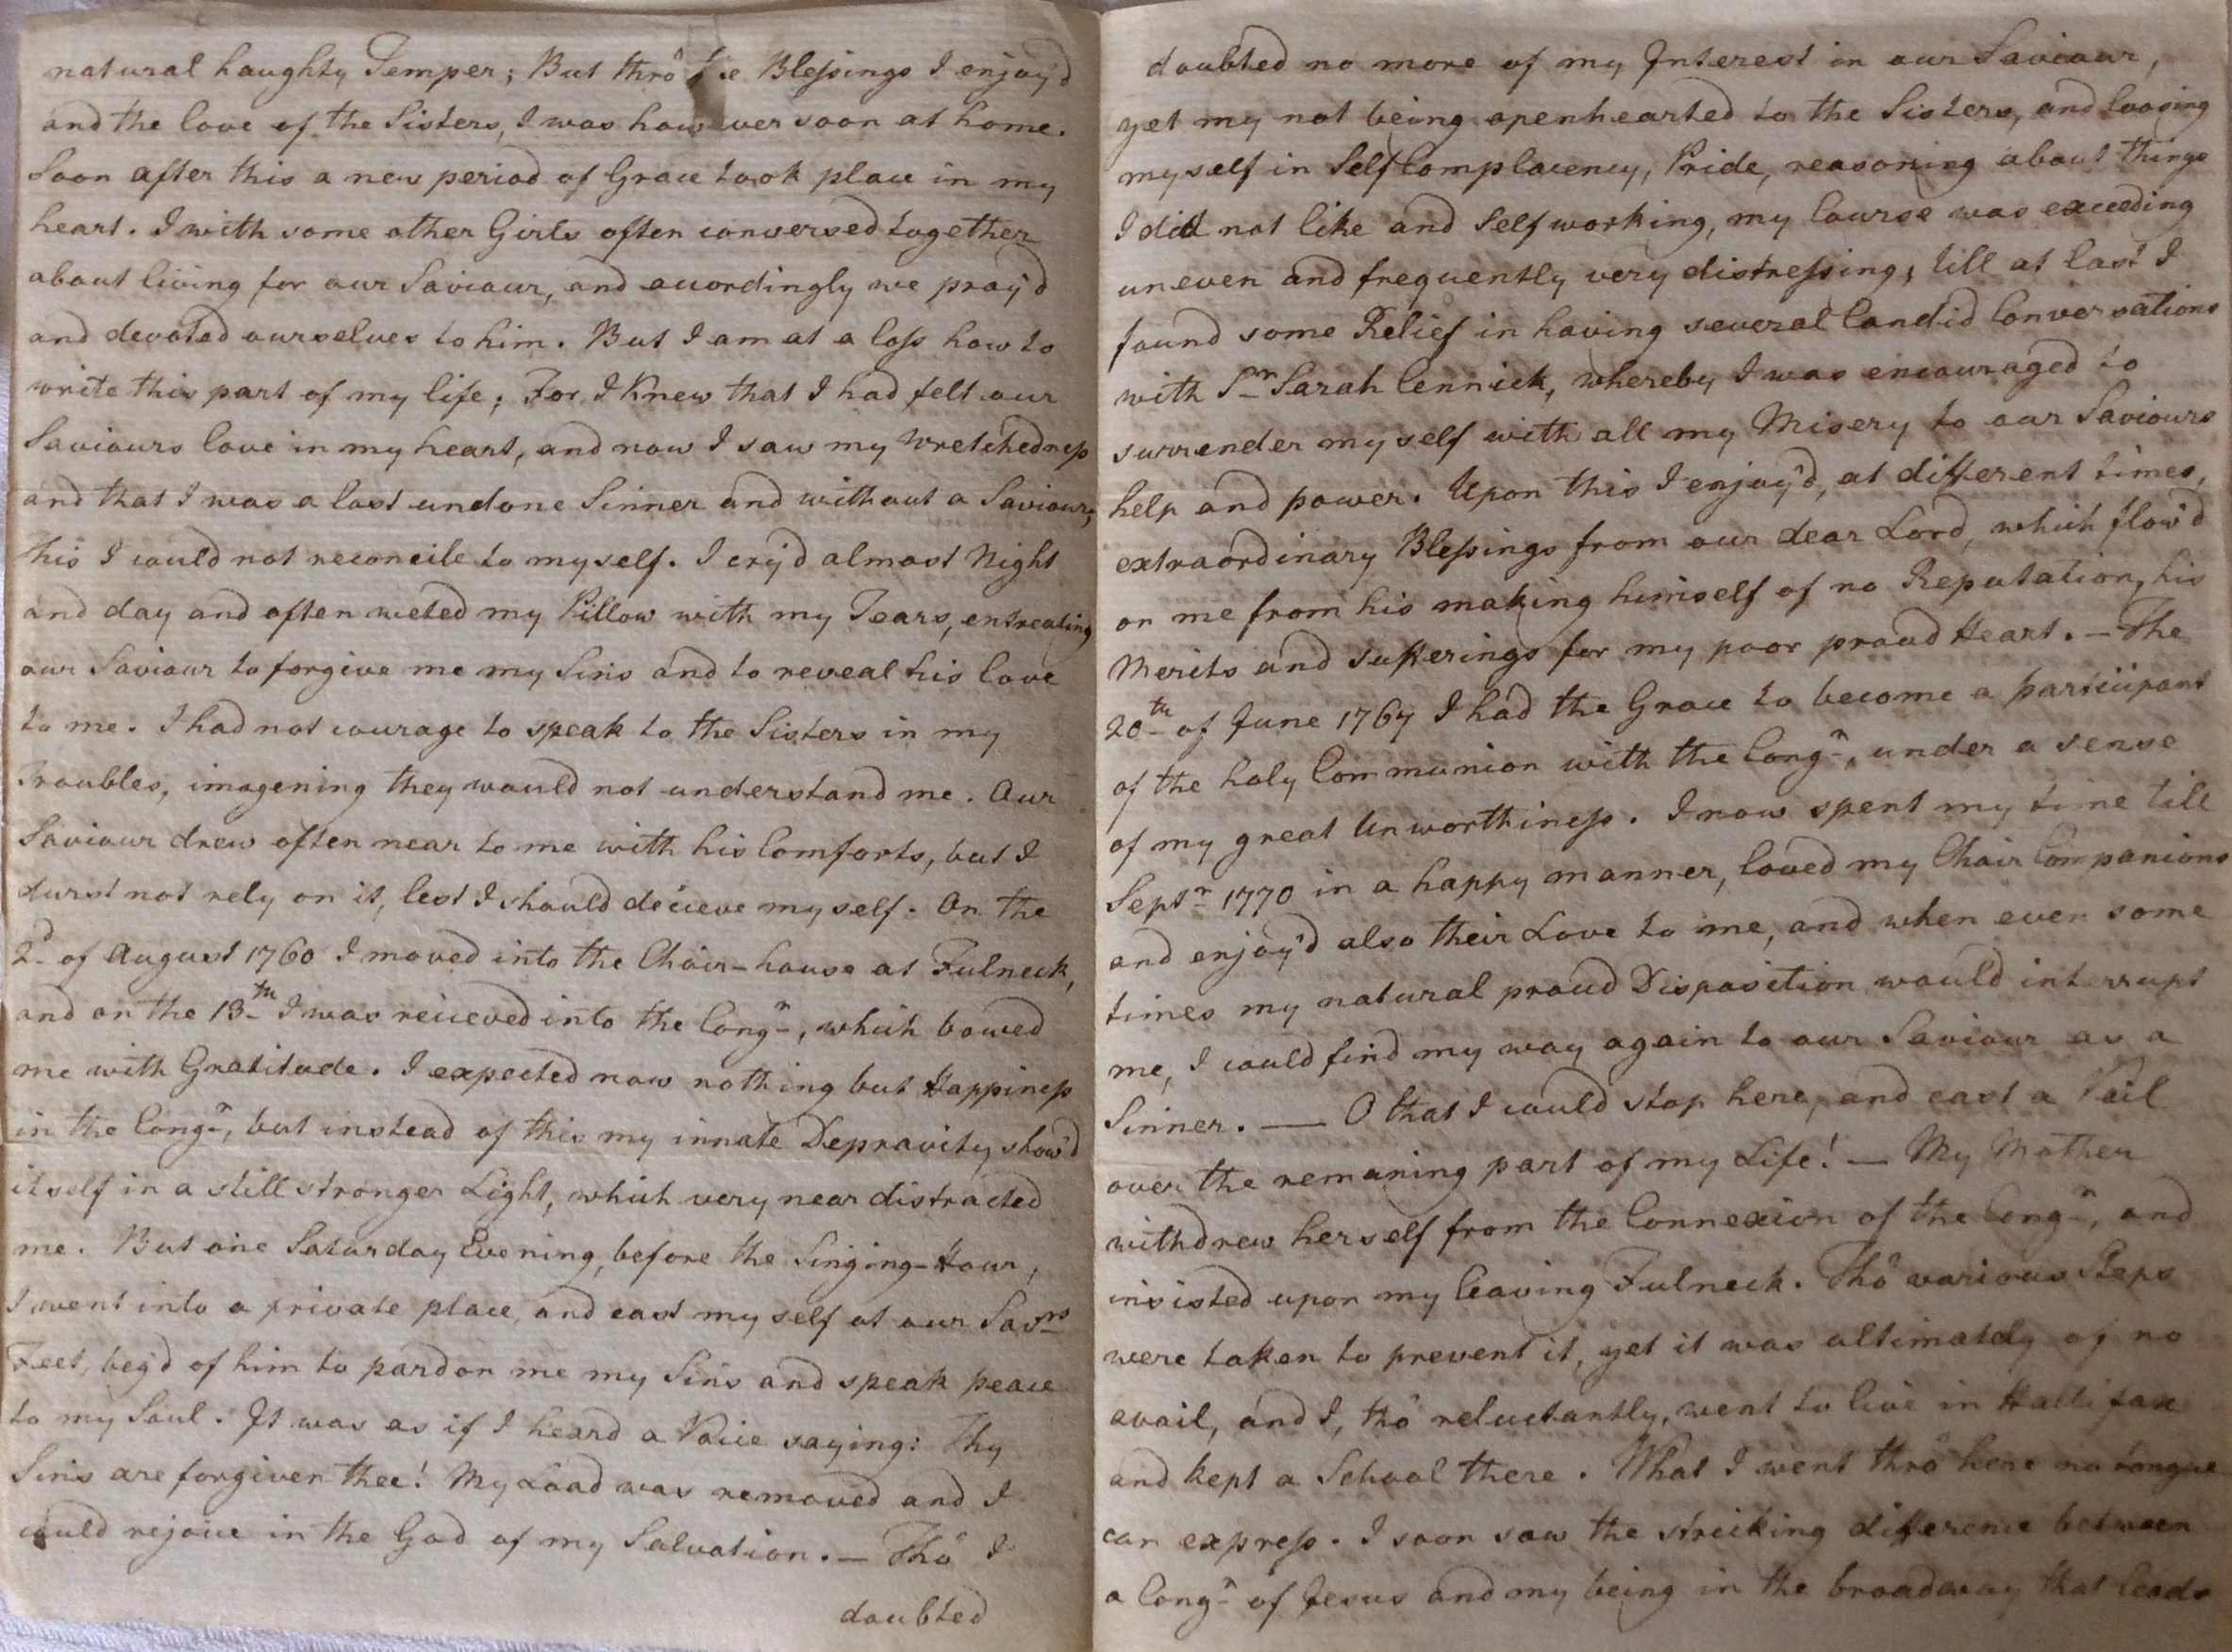 natural haughty Temper; But thrô the Blessings I enjoy'd
and the love of the Sisters, I was however soon at home.
Soon after this a new period of Grace took place in my
heart. I with some other Girls often conversed together
about living for our Saviour, and accordingly we pray'd
and devoted ourselves to him. But I am at a loss how to
write this part of my life; For I knew that I had felt our
Saviours love in my heart, and now I saw my wretchedness
and that I was a lost undone Sinner and without a Saviour;
This I could not reconcile to myself. I cry'd almost Night
and day and often weted my Pillow with my Tears, entreating
our Saviour to forgive me my Sins and to reveal his love
to me. I had not courage to speak to the Sisters in my
Troubles, imagening they would not understand me. Our
Saviour drew often near to me with his Comforts, but I
durst not rely on it, lest I should decieve myself. On the
2d of August 1760 I moved into the Choir-house at Fulneck,
and on the 13th I was recieved into the Congn, which bowed
me with Gratitude. I expected now nothing but Happiness
in the Congn, but instead of this my innate Depravity show'd
itself in a still stronger Light, which very near distracted
me. But one Saturday Evening, before the Singing-Hour,
I went into a private place, and cast myself at our Savrs
Feet, beg'd of him to pardon me my Sins and speak peace
to my Soul. It was as if I heard a Voice saying: Thy
Sins are forgiven thee! My Load was removed and I
could rejoice in the God of my Salvation. — Thô I
doubted
doubted no more of my Interest in our Saviour,
yet my not being openhearted to the Sisters, and loosing
myself in Self Complacency, Pride, reasoning about things
I did not like and Selfworking, my Course was exceeding
uneven and frequently very distressing; till at last I
found some Relief in having several Candid Conversations
with Sr Sarah Cennick, whereby I was encouraged to
surrender myself with all my Misery to our Saviours
help and power. Upon this I enjoy'd, at different times,
extraordinary Blessings from our dear Lord, which flow'd
on me from his making himself of no Reputation, his
Merits and sufferings for my poor proud Heart. — The
20th of June 1767 I had the Grace to become a participant
of the holy Communion with the Congn, under a sense
of my great Unworthiness. I now spent my time till
Septr 1770 in a happy manner, loved my Choir Companions
and enjoy'd also their Love to me, and when even some
times my natural proud Disposition would interrupt
me, I could find my way again to our Saviour as a
Sinner. — O that I could stop here, and cast a Vail
over the remaning part of my Life! — My Mother
withdrew herself from the Connexion of the Congn, and
insisted upon my leaving Fulneck. Thô various Steps
were taken to prevent it, yet it was ultimately of no
avail, and I, thô reluctantly, went to live in Hallifax
and kept a School there. What I went thrô here no tongue
can express. I soon saw the streiking difference between
a Congn of Jesus and my being in the broadway that leads